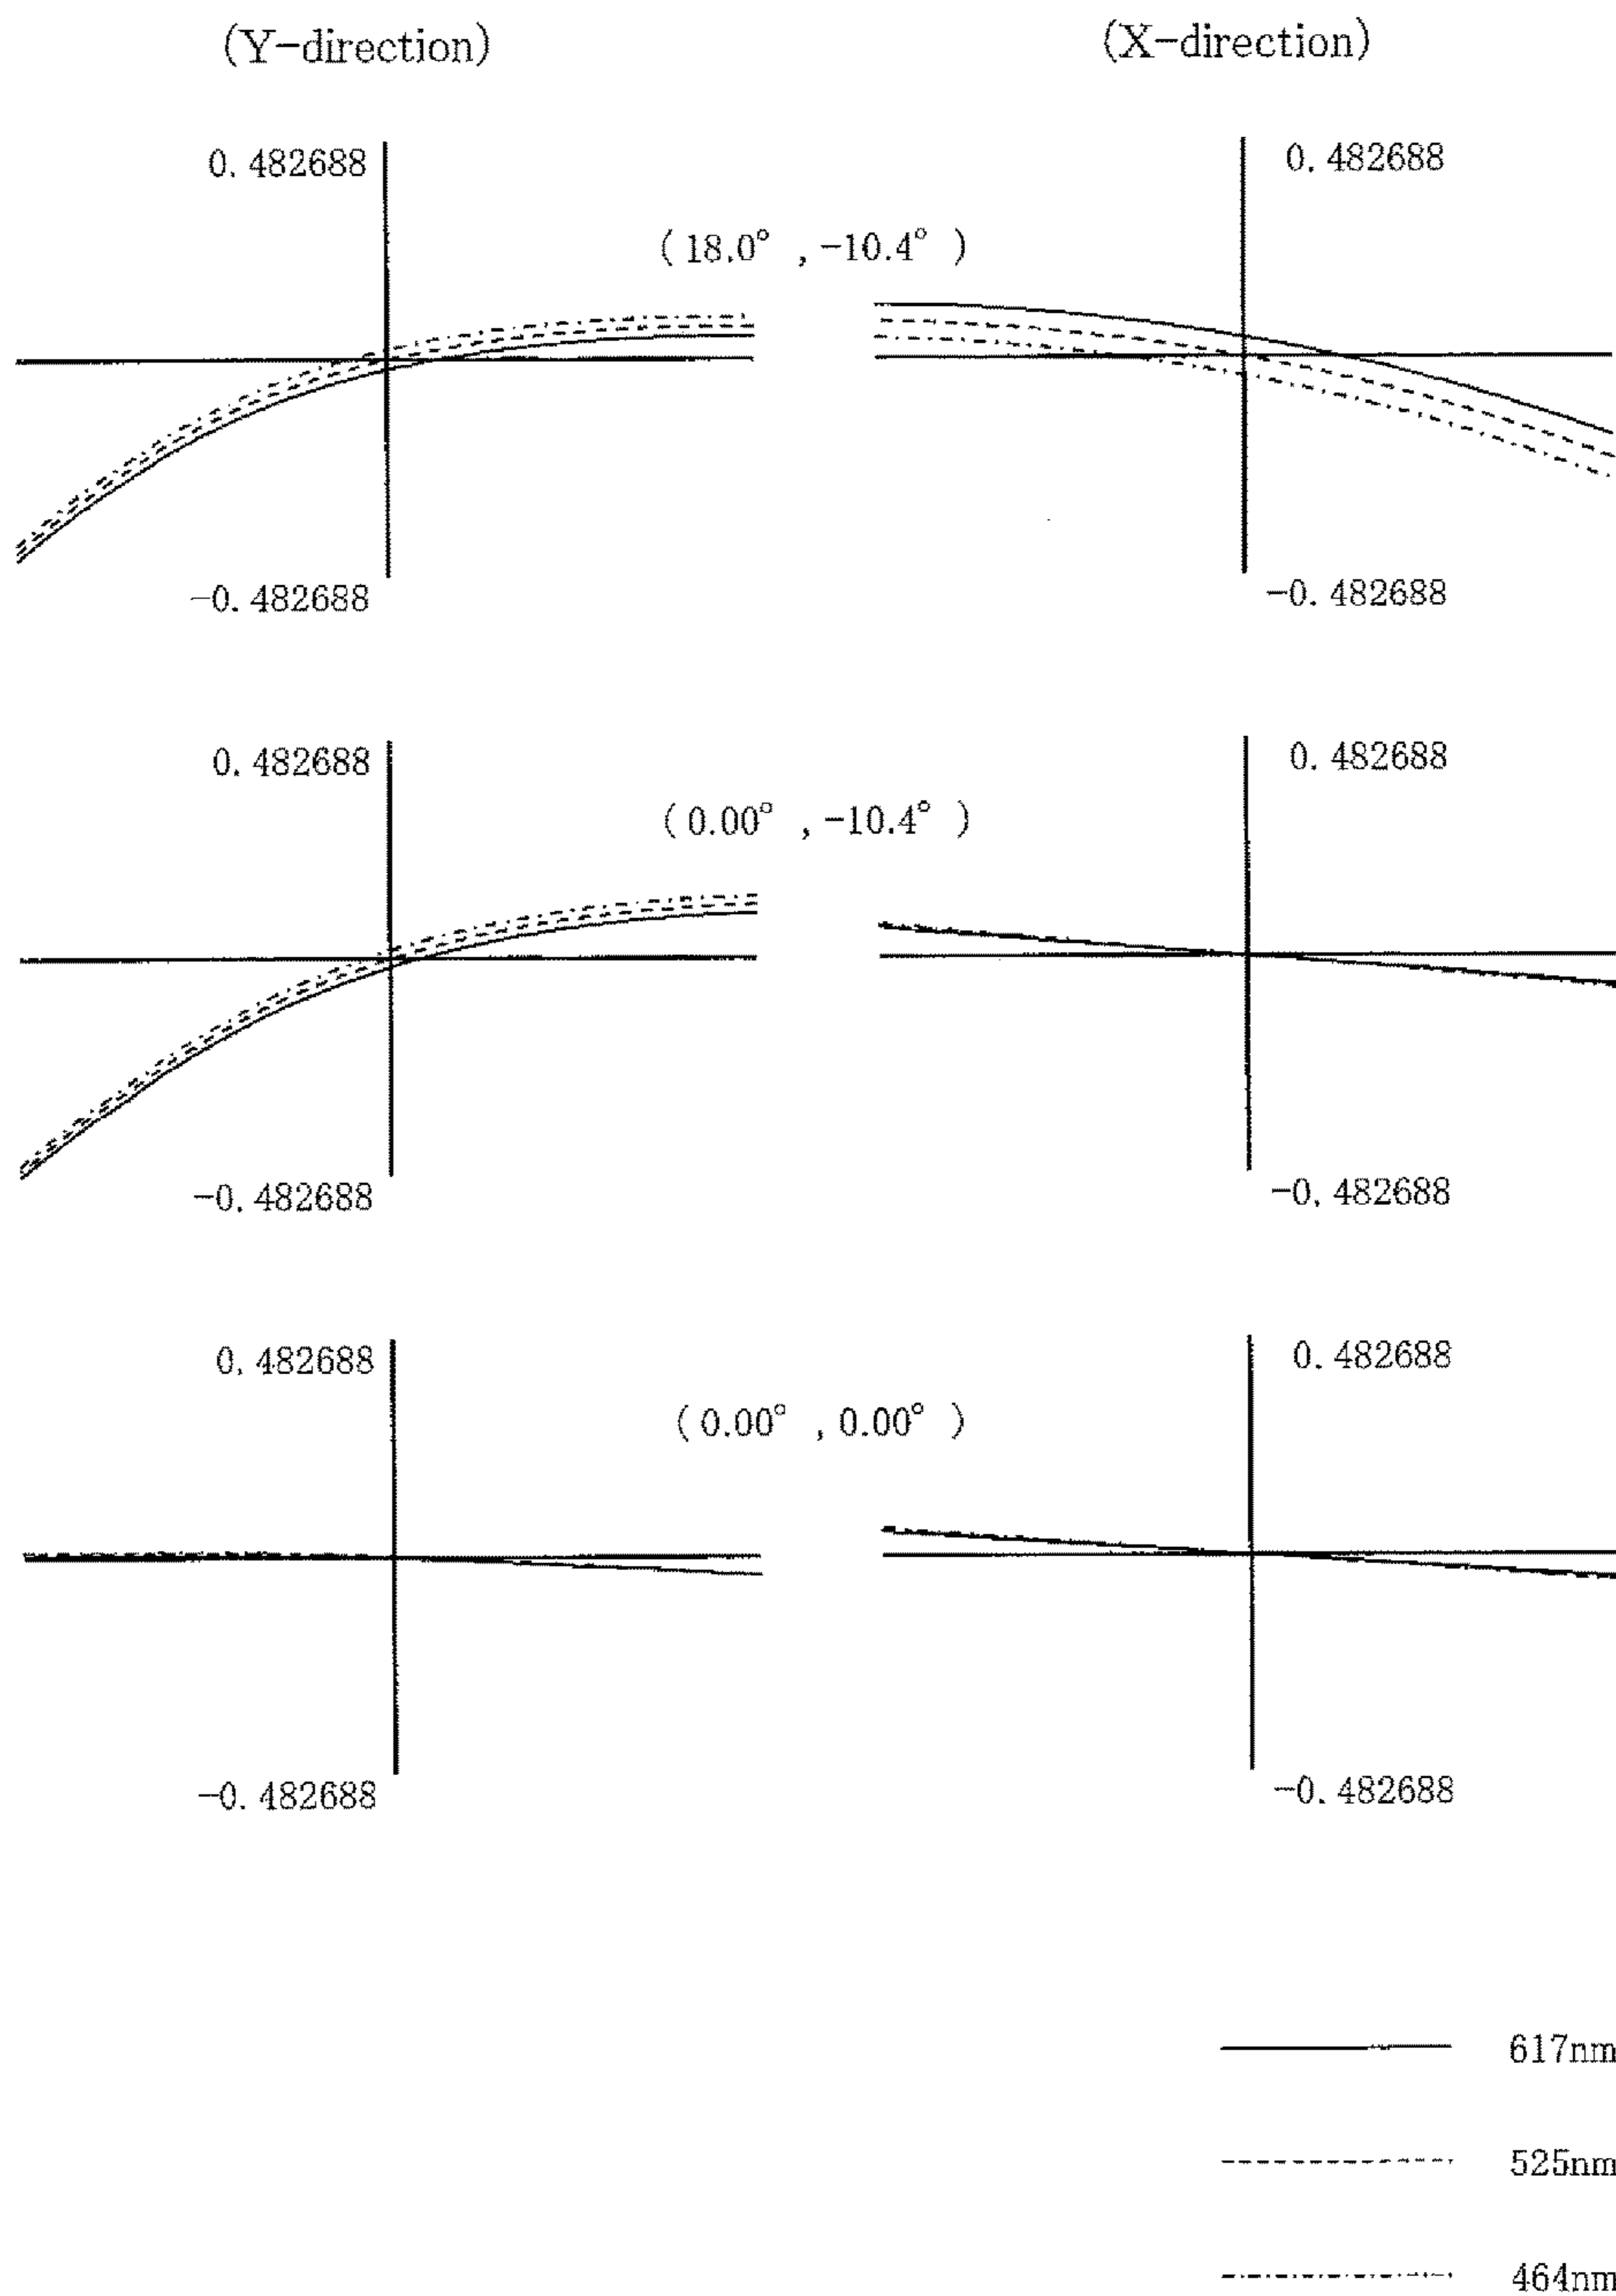 (Y-direction) (X-direction)
0.482688 0.482688
( 18.0° , -10.4° )
-0.482688 -0.482688
0.482688 0.482688
( 0.00° , -10.4° )
-0.482688 -0,482688
0,482688 0.482688
( 0.00° , 0.00° )
-0.482688 -0.482688
617nm
525nm
464nm